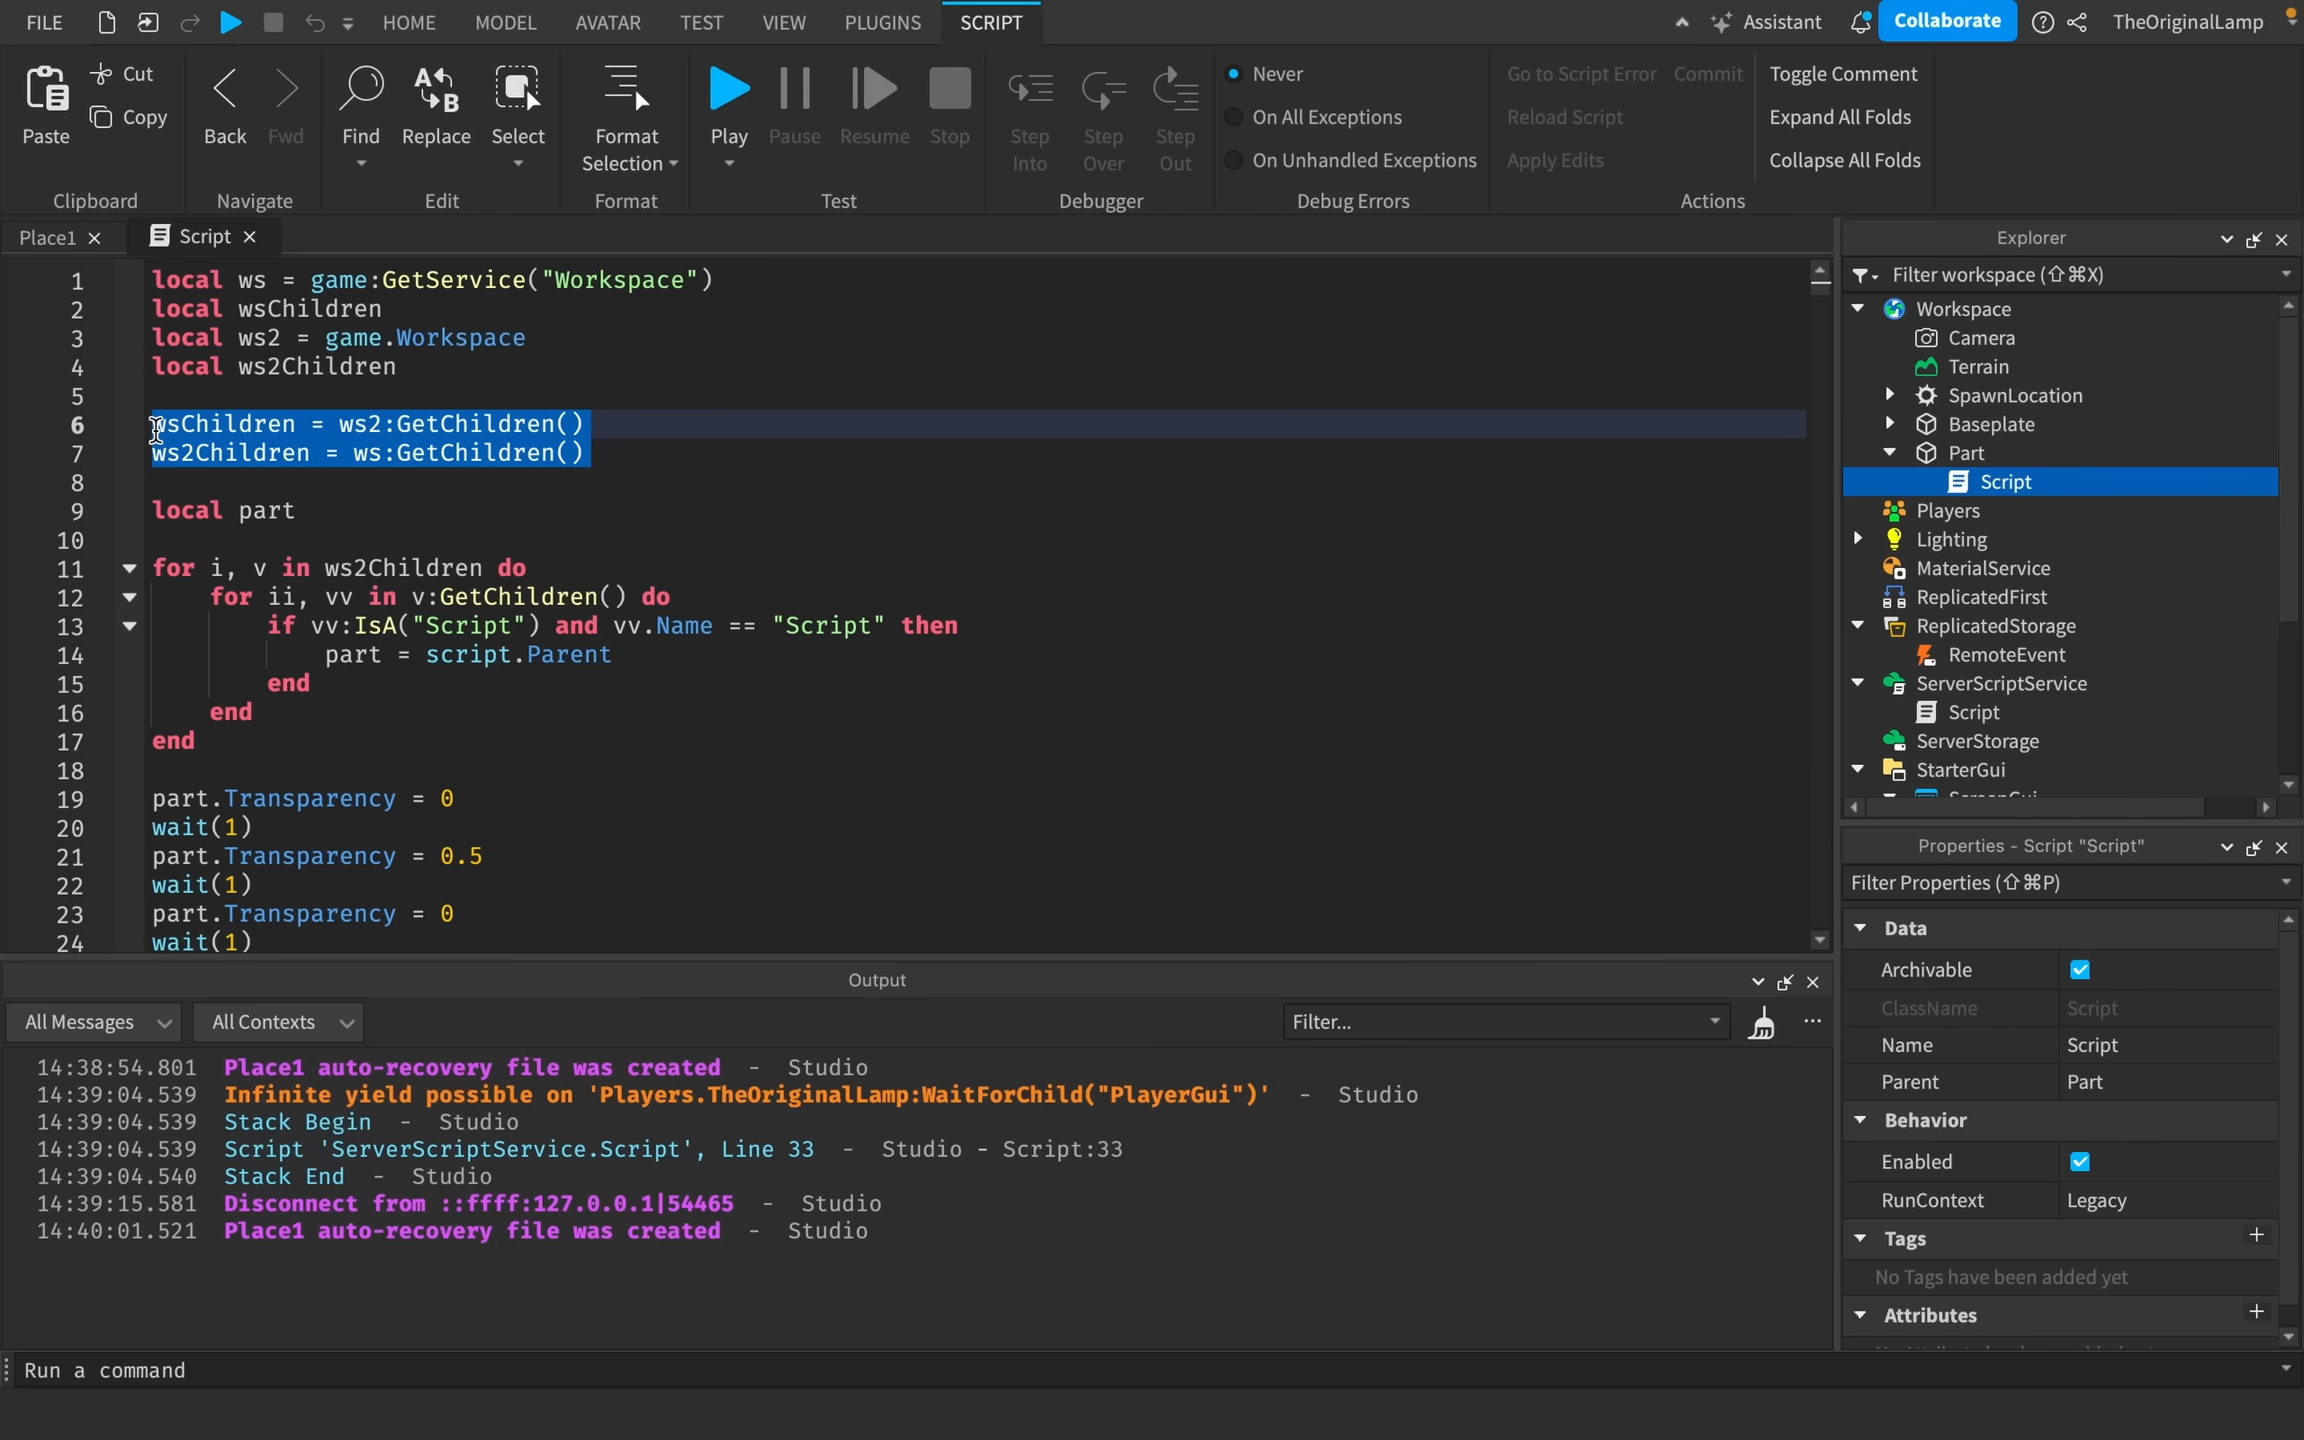 FILE HOME MODEL AVATAR TEST VIEW PLUGINS SCRIPT Assistant Collaborate TheOriginalLamp
Paste Cut Copy
Clipboard
Back Fwd
Navigate
Find Replace Select
Edit
Format Selection
Format
Play Pause Resume Stop
Test
Step Into Step Over Step Out
Debugger
Never
On All Exceptions
On Unhandled Exceptions
Debug Errors
Go to Script Error Commit Toggle Comment
Reload Script Expand All Folds
Apply Edits Collapse All Folds
Actions
Place1 Script
1 local ws = game:GetService("Workspace")
2 local wsChildren
3 local ws2 = game.Workspace
4 local ws2Children
5
6 wsChildren = ws2:GetChildren()
7 ws2Children = ws:GetChildren()
8
9 local part
10
11 for i, v in ws2Children do
12 for ii, vv in v:GetChildren() do
13 if vv:IsA("Script") and vv.Name == "Script" then
14 part = script.Parent
15 end
16 end
17 end
18
19 part.Transparency = 0
20 wait(1)
21 part.Transparency = 0.5
22 wait(1)
23 part.Transparency = 0
24 wait(1)
Output
All Messages All Contexts Filter...
14:38:54.801 Place1 auto-recovery file was created - Studio
14:39:04.539 Infinite yield possible on 'Players.TheOriginalLamp:WaitForChild("PlayerGui")' - Studio
14:39:04.539 Stack Begin - Studio
14:39:04.539 Script 'ServerScriptService.Script', Line 33 - Studio - Script:33
14:39:04.540 Stack End - Studio
14:39:15.581 Disconnect from ::ffff:127.0.0.1|54465 - Studio
14:40:01.521 Place1 auto-recovery file was created - Studio
Run a command
Explorer
Filter workspace (⇧⌘X)
Workspace
Camera
Terrain
SpawnLocation
Baseplate
Part
Script
Players
Lighting
MaterialService
ReplicatedFirst
ReplicatedStorage
RemoteEvent
ServerScriptService
Script
ServerStorage
StarterGui
Properties - Script "Script"
Filter Properties (⇧⌘P)
Data
Archivable
ClassName Script
Name Script
Parent Part
Behavior
Enabled
RunContext Legacy
Tags
No Tags have been added yet
Attributes